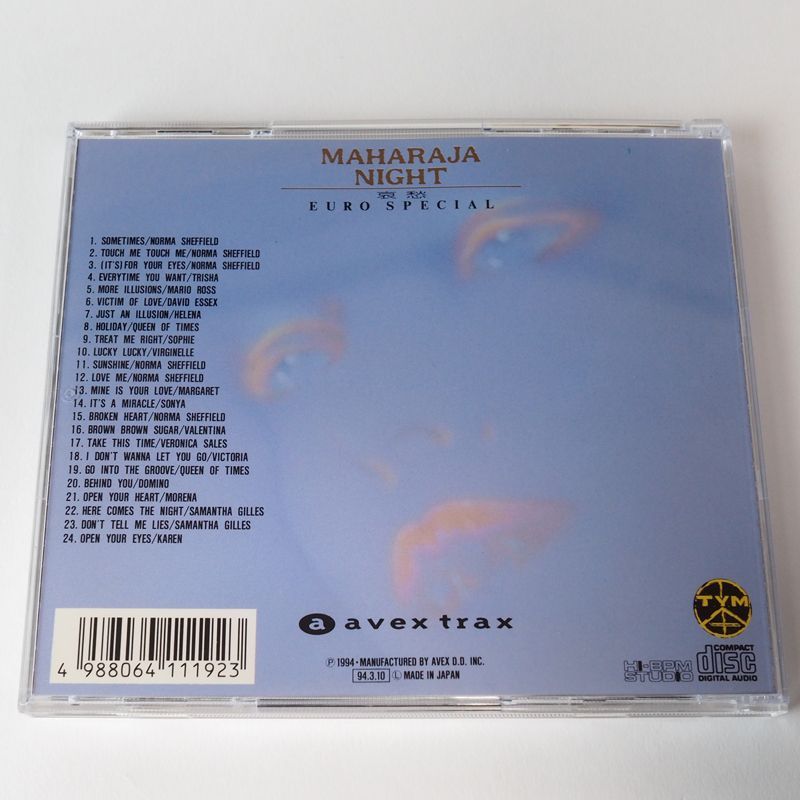 MAHARAJA
NIGHT
哀愁
EURO SPECIAL
1. SOMETIMES/NORMA SHEFFIELD
2. TOUCH ME TOUCH ME/NORMA SHEFFIELD
3. (IT'S) FOR YOUR EYES/NORMA SHEFFIELD
4. EVERYTIME YOU WANT/TRISHA
5. MORE ILLUSIONS/MARIO ROSS
6. VICTIM OF LOVE/DAVID ESSEX
7. JUST AN ILLUSION/HELENA
8. HOLIDAY/QUEEN OF TIMES
9. TREAT ME RIGHT/SOPHIE
10. LUCKY LUCKY/VIRGINELLE
11. SUNSHINE/NORMA SHEFFIELD
12. LOVE ME/NORMA SHEFFIELD
13. MINE IS YOUR LOVE/MARGARET
14. IT'S A MIRACLE/SONYA
15. BROKEN HEART/NORMA SHEFFIELD
16. BROWN BROWN SUGAR/VALENTINA
17. TAKE THIS TIME/VERONICA SALES
18. I DON'T WANNA LET YOU GO/VICTORIA
19. GO INTO THE GROOVE/QUEEN OF TIMES
20. BEHIND YOU/DOMINO
21. OPEN YOUR HEART/MORENA
22. HERE COMES THE NIGHT/SAMANTHA GILLES
23. DON'T TELL ME LIES/SAMANTHA GILLES
24. OPEN YOUR EYES/KAREN
a avex trax
TYM
4 988064 111923
Ⓟ 1994・MANUFACTURED BY AVEX D.D. INC.
94.3.10 Ⓛ MADE IN JAPAN
HI-BPM
STUDIO
COMPACT
disc
DIGITAL AUDIO